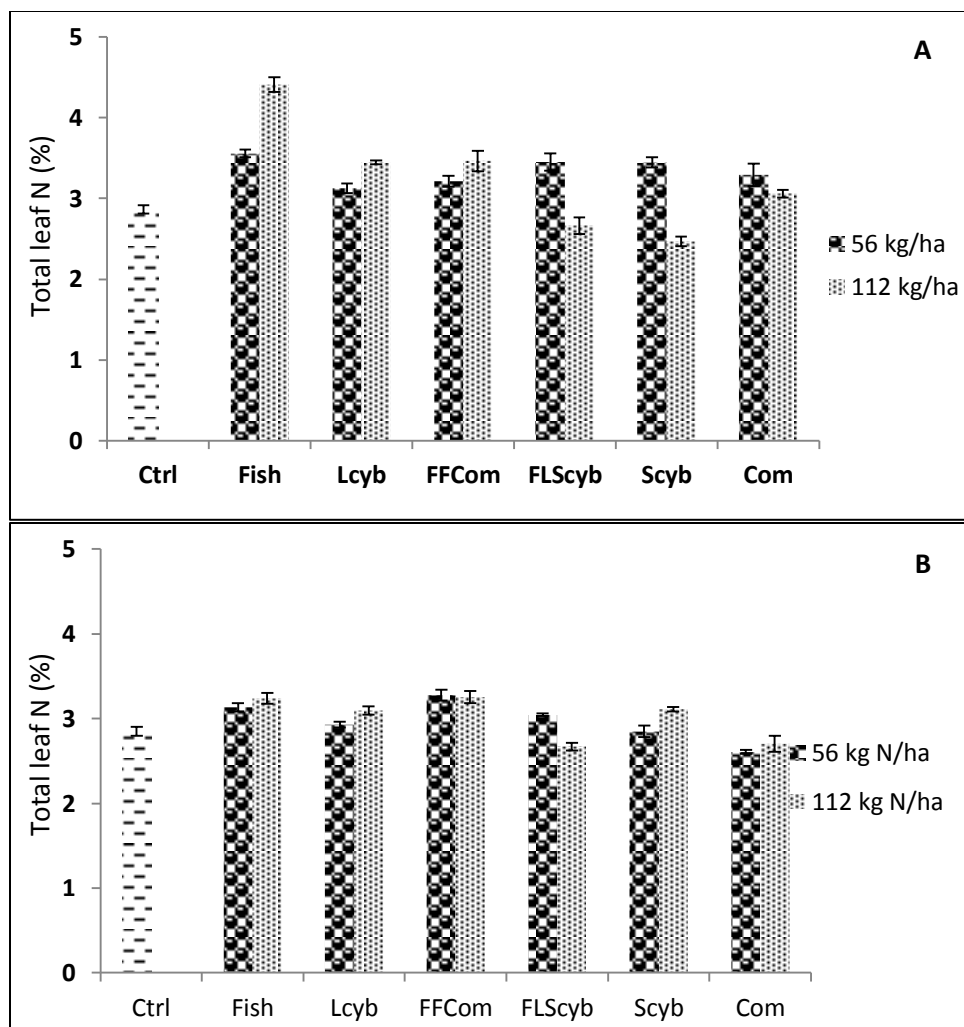 A
Total leaf N (%)
5
4
3
2
1
0
56 kg/ha
112 kg/ha
Ctrl Fish Lcyb FFCom FLScyb Scyb Com
B
Total leaf N (%)
5
4
3
2
1
0
56 kg N/ha
112 kg N/ha
Ctrl Fish Lcyb FFCom FLScyb Scyb Com